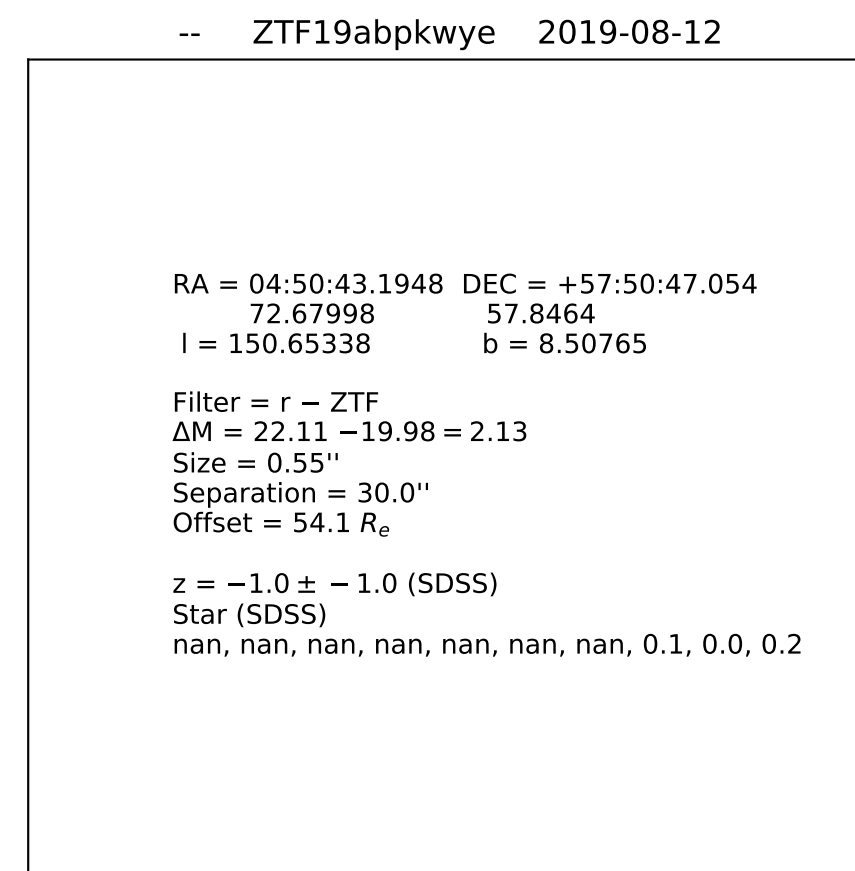 -- ZTF19abpkwye 2019-08-12
RA = 04:50:43.1948 DEC = +57:50:47.054
72.67998 57.8464
l = 150.65338 b = 8.50765
Filter = r − ZTF
ΔM = 22.11 −19.98 = 2.13
Size = 0.55''
Separation = 30.0''
Offset = 54.1 Re
z = −1.0 ± −1.0 (SDSS)
Star (SDSS)
nan, nan, nan, nan, nan, nan, nan, 0.1, 0.0, 0.2